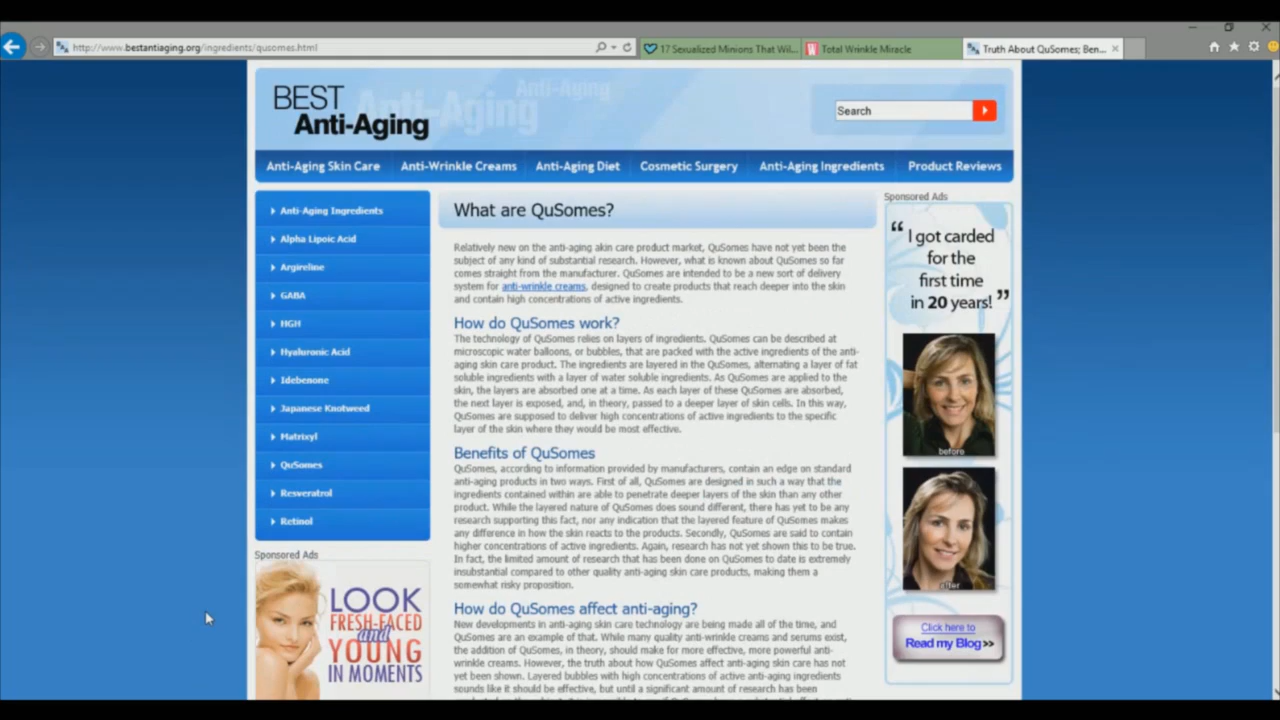 http://www.bestantiaging.org/ingredients/qusomes.html
17 Sexualized Minions That Wil...
Total Wrinkle Miracle
Truth About QuSomes; Ben...
BEST
Anti-Aging
Anti-Aging
Anti-Aging
Search
Anti-Aging Skin Care
Anti-Wrinkle Creams
Anti-Aging Diet
Cosmetic Surgery
Anti-Aging Ingredients
Product Reviews
Anti-Aging Ingredients
Alpha Lipoic Acid
Argireline
GABA
HGH
Hyaluronic Acid
Idebenone
Japanese Knotweed
Matrixyl
QuSomes
Resveratrol
Retinol
Sponsored Ads
LOOK
FRESH-FACED
and
YOUNG
IN MOMENTS
What are QuSomes?
Relatively new on the anti-aging skin care product market, QuSomes have not yet been the
subject of any kind of substantial research. However, what is known about QuSomes so far
comes straight from the manufacturer. QuSomes are intended to be a new sort of delivery
system for anti-wrinkle creams, designed to create products that reach deeper into the skin
and contain high concentrations of active ingredients.
How do QuSomes work?
The technology of QuSomes relies on layers of ingredients. QuSomes can be described at
microscopic water balloons, or bubbles, that are packed with the active ingredients of the anti-
aging skin care product. The ingredients are layered in the QuSomes, alternating a layer of fat
soluble ingredients with a layer of water soluble ingredients. As QuSomes are applied to the
skin, the layers are absorbed one at a time. As each layer of these QuSomes are absorbed,
the next layer is exposed, and, in theory, passed to a deeper layer of skin cells. In this way,
QuSomes are supposed to deliver high concentrations of active ingredients to the specific
layer of the skin where they would be most effective.
Benefits of QuSomes
QuSomes, according to information provided by manufacturers, contain an edge on standard
anti-aging products in two ways. First of all, QuSomes are designed in such a way that the
ingredients contained within are able to penetrate deeper layers of the skin than any other
product. While the layered nature of QuSomes does sound different, there has yet to be any
research supporting this fact, nor any indication that the layered feature of QuSomes makes
any difference in how the skin reacts to the products. Secondly, QuSomes are said to contain
higher concentrations of active ingredients. Again, research has not yet shown this to be true.
In fact, the limited amount of research that has been done on QuSomes to date is extremely
insubstantial compared to other quality anti-aging skin care products, making them a
somewhat risky proposition.
How do QuSomes affect anti-aging?
New developments in anti-aging skin care technology are being made all of the time, and
QuSomes are an example of that. While many quality anti-wrinkle creams and serums exist,
the addition of QuSomes, in theory, should make for more effective, more powerful anti-
wrinkle creams. However, the truth about how QuSomes affect anti-aging skin care has not
yet been shown. Layered bubbles with high concentrations of active anti-aging ingredients
sounds like it should be effective, but until a significant amount of research has been
Sponsored Ads
“ I got carded
for the
first time
in 20 years! ”
before
after
Click here to
Read my Blog >>